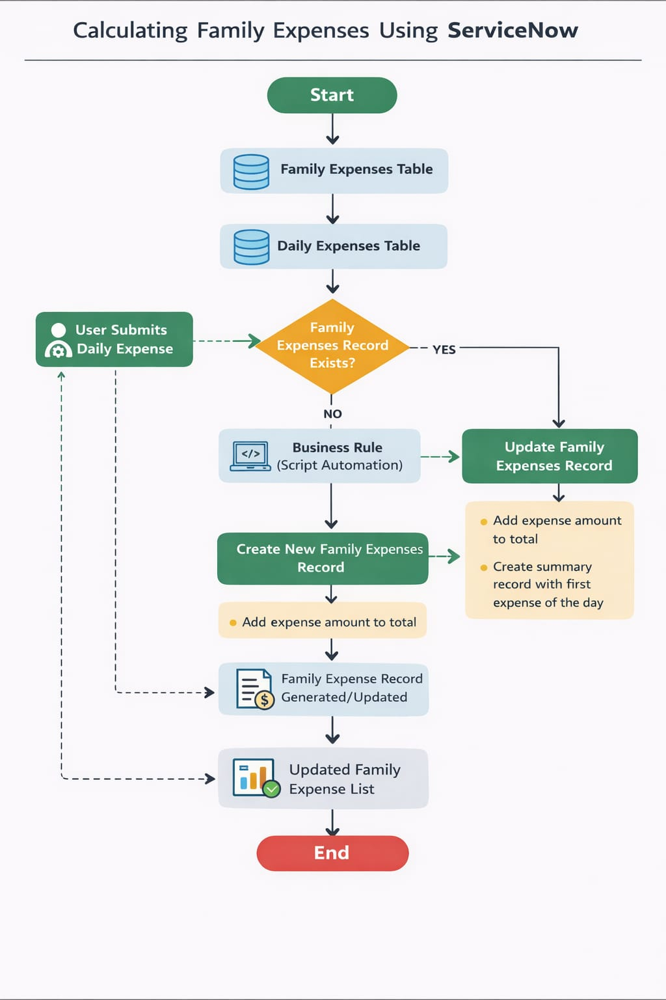 Calculating Family Expenses Using ServiceNow
Start
Family Expenses Table
Daily Expenses Table
User Submits
Daily Expense
Family
Expenses Record
Exists?
YES
NO
Business Rule
(Script Automation)
</>
Update Family
Expenses Record
Add expense amount
to total
Create summary
record with first
expense of the day
Create New Family Expenses
Record
Add expense amount to total
Family Expense Record
Generated/Updated
$
Updated Family
Expense List
End